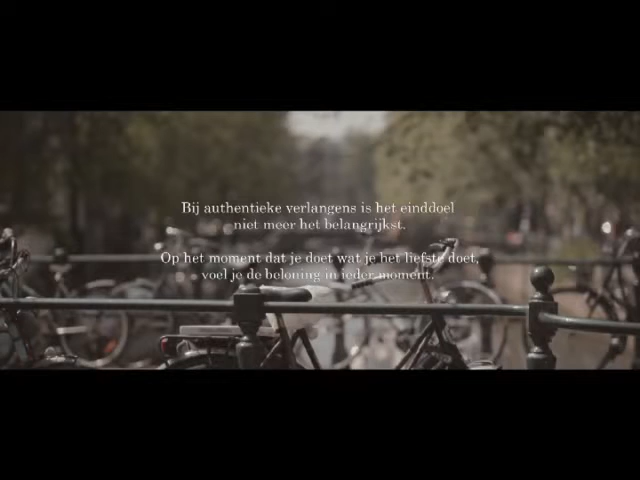 Bij authentieke verlangens is het einddoel
niet meer het belangrijkst.
Op het moment dat je doet wat je het liefste doet,
voel je de beloning in ieder moment.